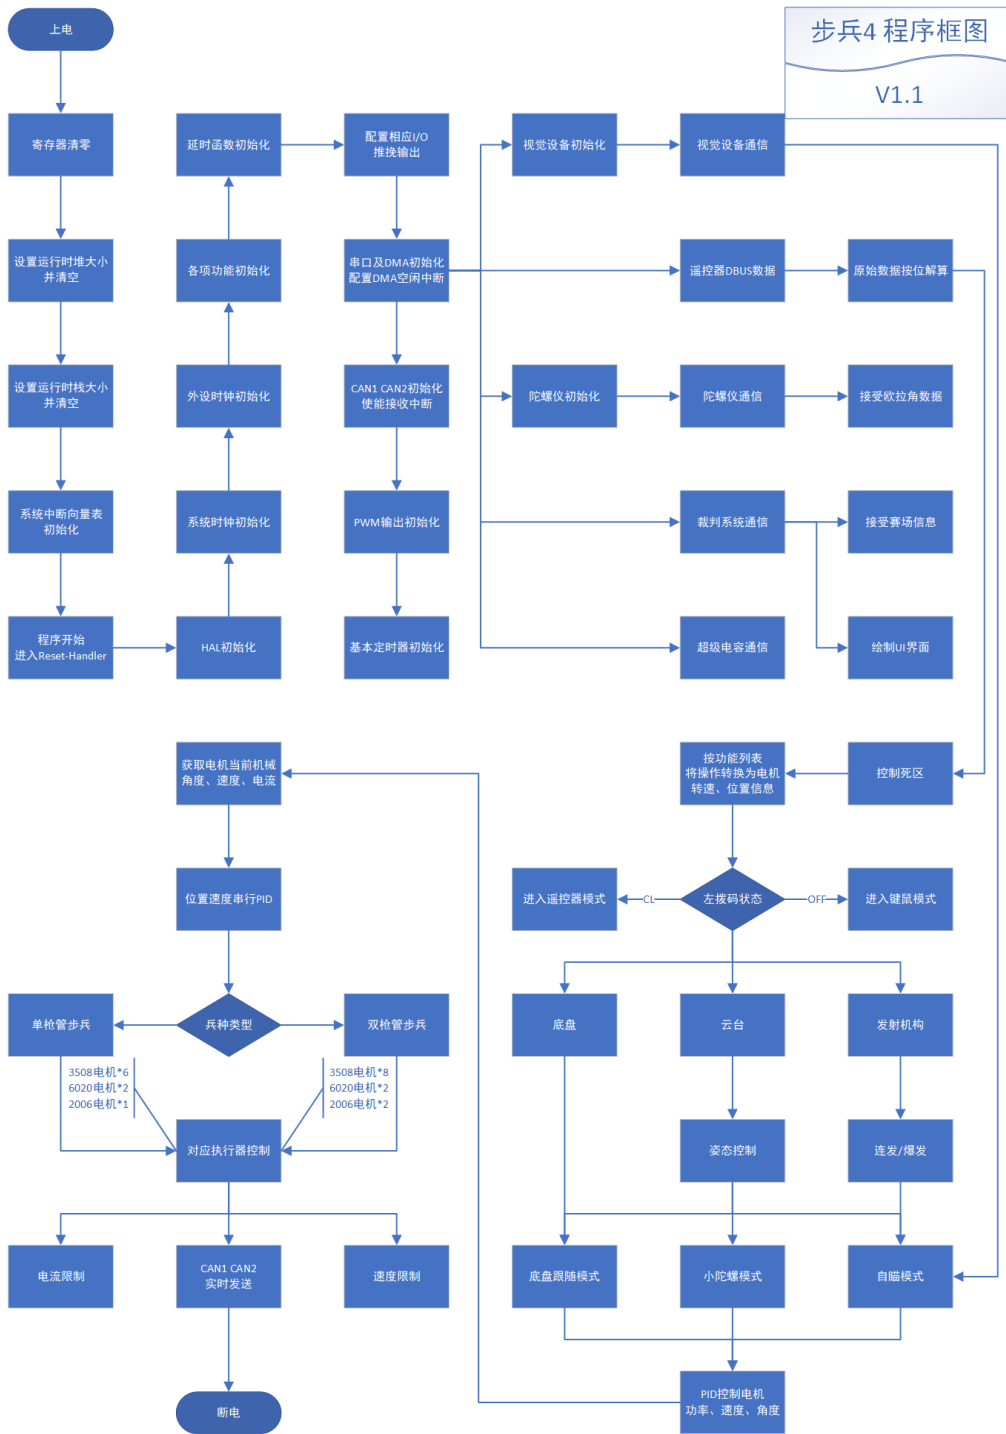 上电
步兵4 程序框图
V1.1
寄存器清零
延时函数初始化
配置相应I/O
推挽输出
视觉设备初始化
视觉设备通信
设置运行时堆大小
并清空
各项功能初始化
串口及DMA初始化
配置DMA空闲中断
遥控器DBUS数据
原始数据按位解算
设置运行时栈大小
并清空
外设时钟初始化
CAN1 CAN2初始化
使能接收中断
陀螺仪初始化
陀螺仪通信
接受欧拉角数据
系统中断向量表
初始化
系统时钟初始化
PWM输出初始化
裁判系统通信
接受赛场信息
程序开始
进入Reset-Handler
HAL初始化
基本定时器初始化
超级电容通信
绘制UI界面
获取电机当前机械
角度、速度、电流
按功能列表
将操作转换为电机
转速、位置信息
控制死区
位置速度串行PID
进入遥控器模式
CL
左拨码状态
OFF
进入键鼠模式
单枪管步兵
兵种类型
双枪管步兵
底盘
云台
发射机构
3508电机*6
6020电机*2
2006电机*1
3508电机*8
6020电机*2
2006电机*2
对应执行器控制
姿态控制
连发/爆发
电流限制
CAN1 CAN2
实时发送
速度限制
底盘跟随模式
小陀螺模式
自瞄模式
断电
PID控制电机
功率、速度、角度